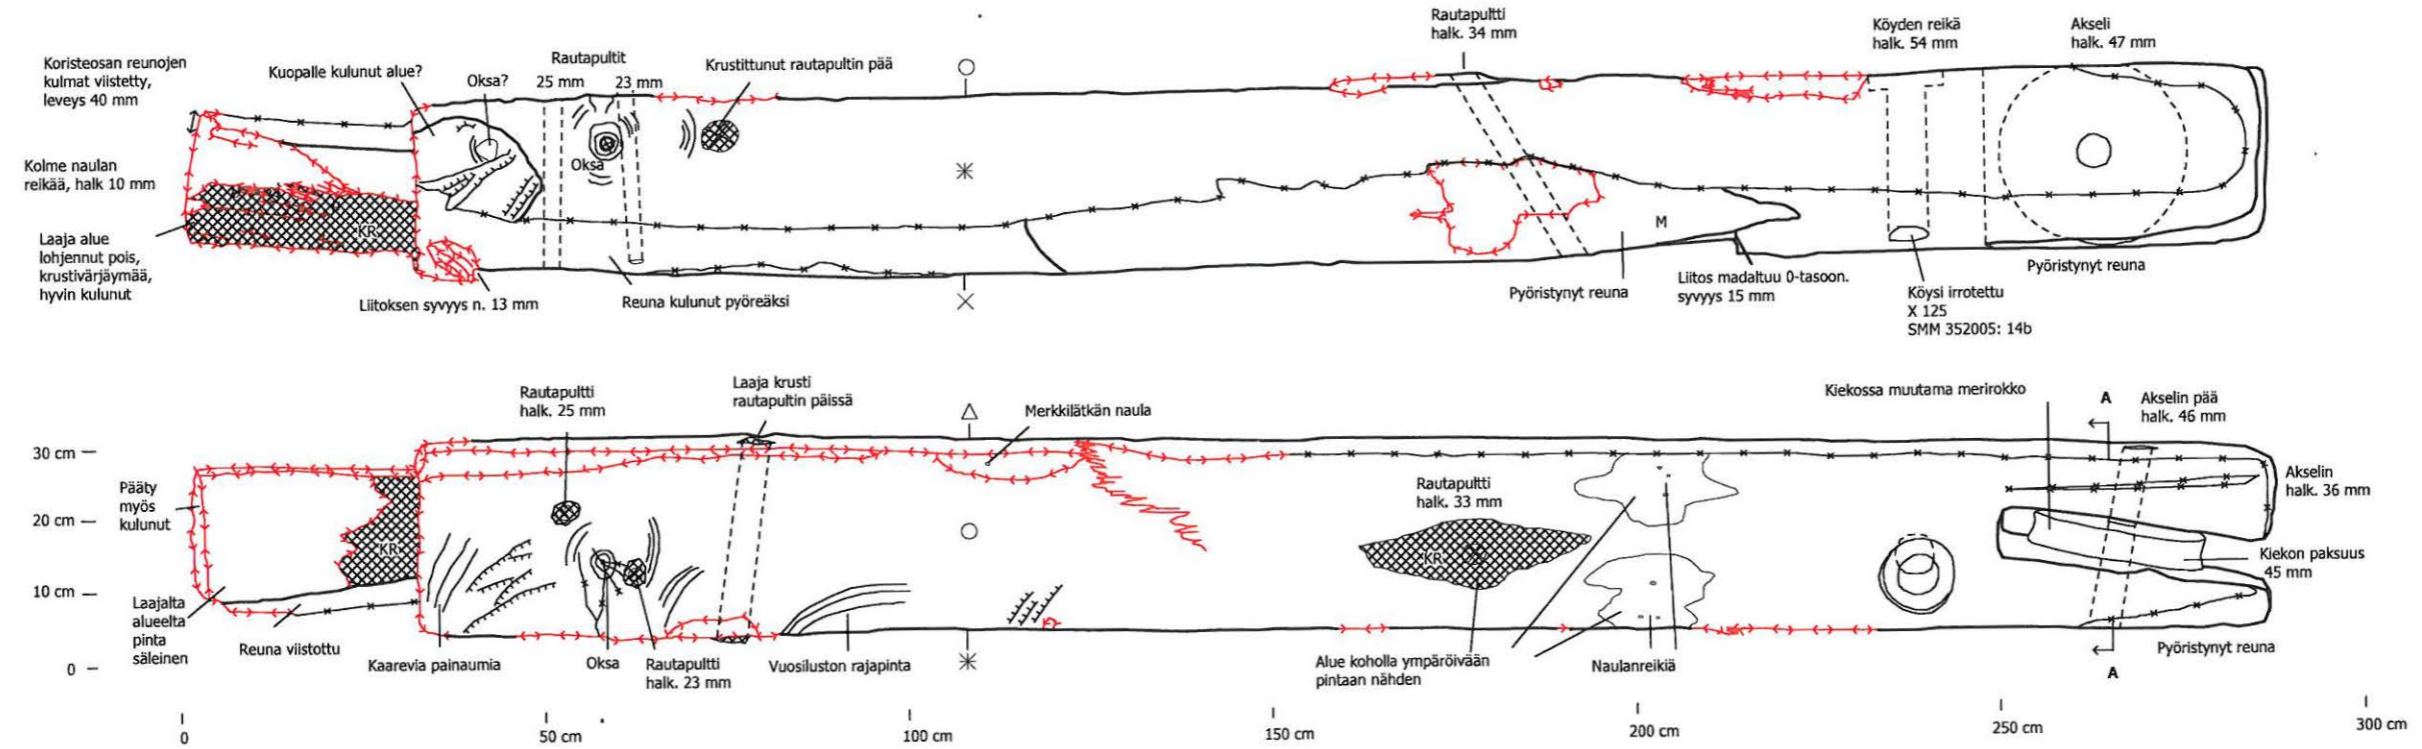 Koristeosan reunojen
kulmat viistetty,
leveys 40 mm
Kuopalle kulunut alue?
Oksa?
Rautapultit
25 mm
23 mm
Krustittunut rautapultin pää
Rautapultti
halk. 34 mm
Köyden reikä
halk. 54 mm
Akseli
halk. 47 mm
Kolme naulan
reikää, halk 10 mm
Oksa
KR
M
Laaja alue
lohjennut pois,
krustivärjäymää,
hyvin kulunut
Liitoksen syvyys n. 13 mm
Reuna kulunut pyöreäksi
Pyöristynyt reuna
Liitos madaltuu 0-tasoon.
syvyys 15 mm
Köysi irrotettu
X 125
SMM 352005: 14b
Pyöristynyt reuna
Rautapultti
halk. 25 mm
Laaja krusti
rautapultin päissä
Merkkilätkän naula
Kiekossa muutama merirokko
A
Akselin pää
halk. 46 mm
30 cm
20 cm
10 cm
0
Pääty
myös
kulunut
KR
Rautapultti
halk. 33 mm
KR
Akselin
halk. 36 mm
Kiekon paksuus
45 mm
Laajalta
alueelta
pinta
säleinen
Reuna viistottu
Kaarevia painaumia
Oksa
Rautapultti
halk. 23 mm
Vuosiluston rajapinta
Alue koholla ympäröivään
pintaan nähden
Naulanreikiä
A
Pyöristynyt reuna
0
50 cm
100 cm
150 cm
200 cm
250 cm
300 cm